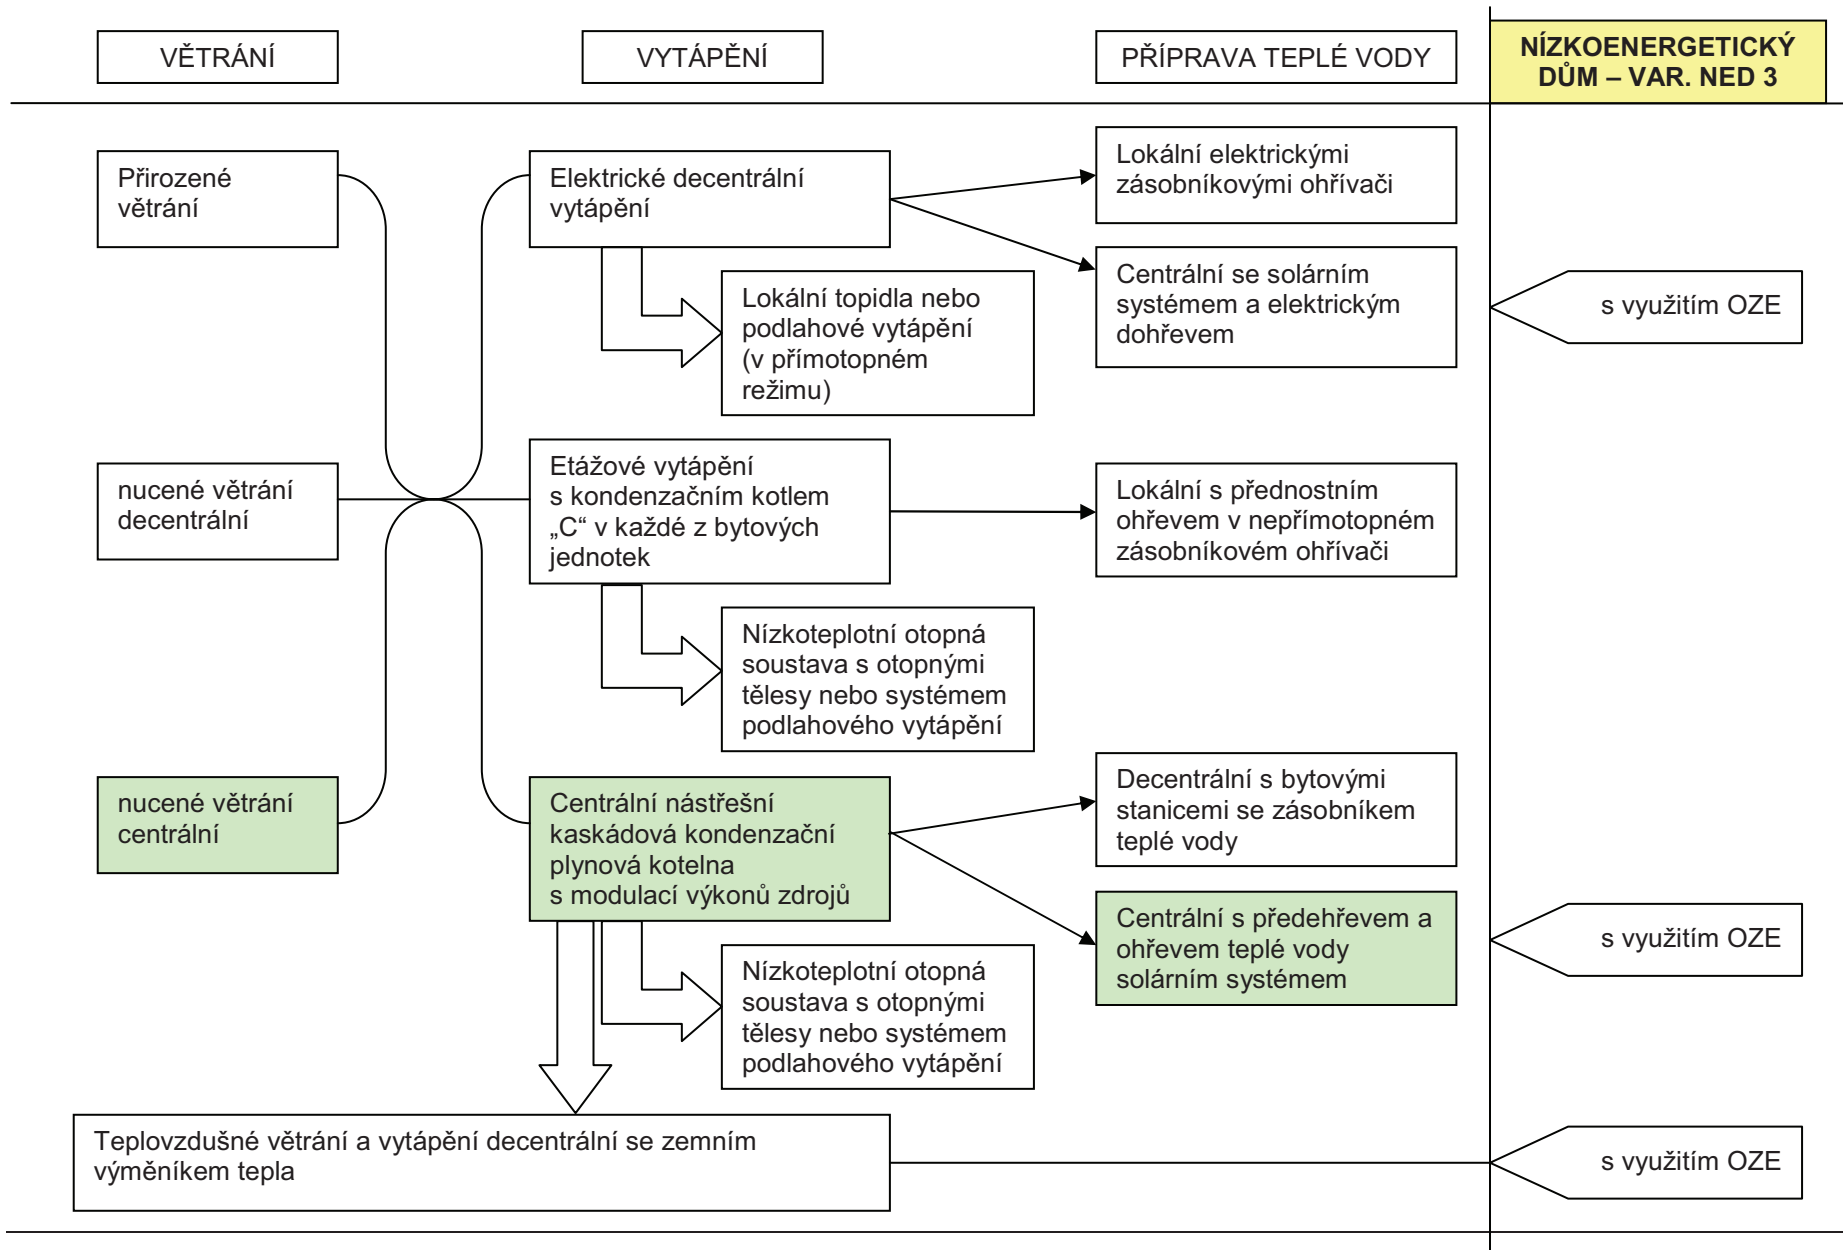 VĚTRÁNÍ
VYTÁPĚNÍ
PŘÍPRAVA TEPLÉ VODY
NÍZKOENERGETICKÝ
DŮM – VAR. NED 3
Přirozené
větrání
Elektrické decentrální
vytápění
Lokální elektrickými
zásobníkovými ohřívači
Centrální se solárním
systémem a elektrickým
dohřevem
s využitím OZE
Lokální topidla nebo
podlahové vytápění
(v přímotopném
režimu)
nucené větrání
decentrální
Etážové vytápění
s kondenzačním kotlem
„C“ v každé z bytových
jednotek
Lokální s přednostním
ohřevem v nepřímotopném
zásobníkovém ohřívači
Nízkoteplotní otopná
soustava s otopnými
tělesy nebo systémem
podlahového vytápění
nucené větrání
centrální
Centrální nástřešní
kaskádová kondenzační
plynová kotelna
s modulací výkonů zdrojů
Decentrální s bytovými
stanicemi se zásobníkem
teplé vody
Centrální s předehřevem a
ohřevem teplé vody
solárním systémem
s využitím OZE
Nízkoteplotní otopná
soustava s otopnými
tělesy nebo systémem
podlahového vytápění
Teplovzdušné větrání a vytápění decentrální se zemním
výměníkem tepla
s využitím OZE